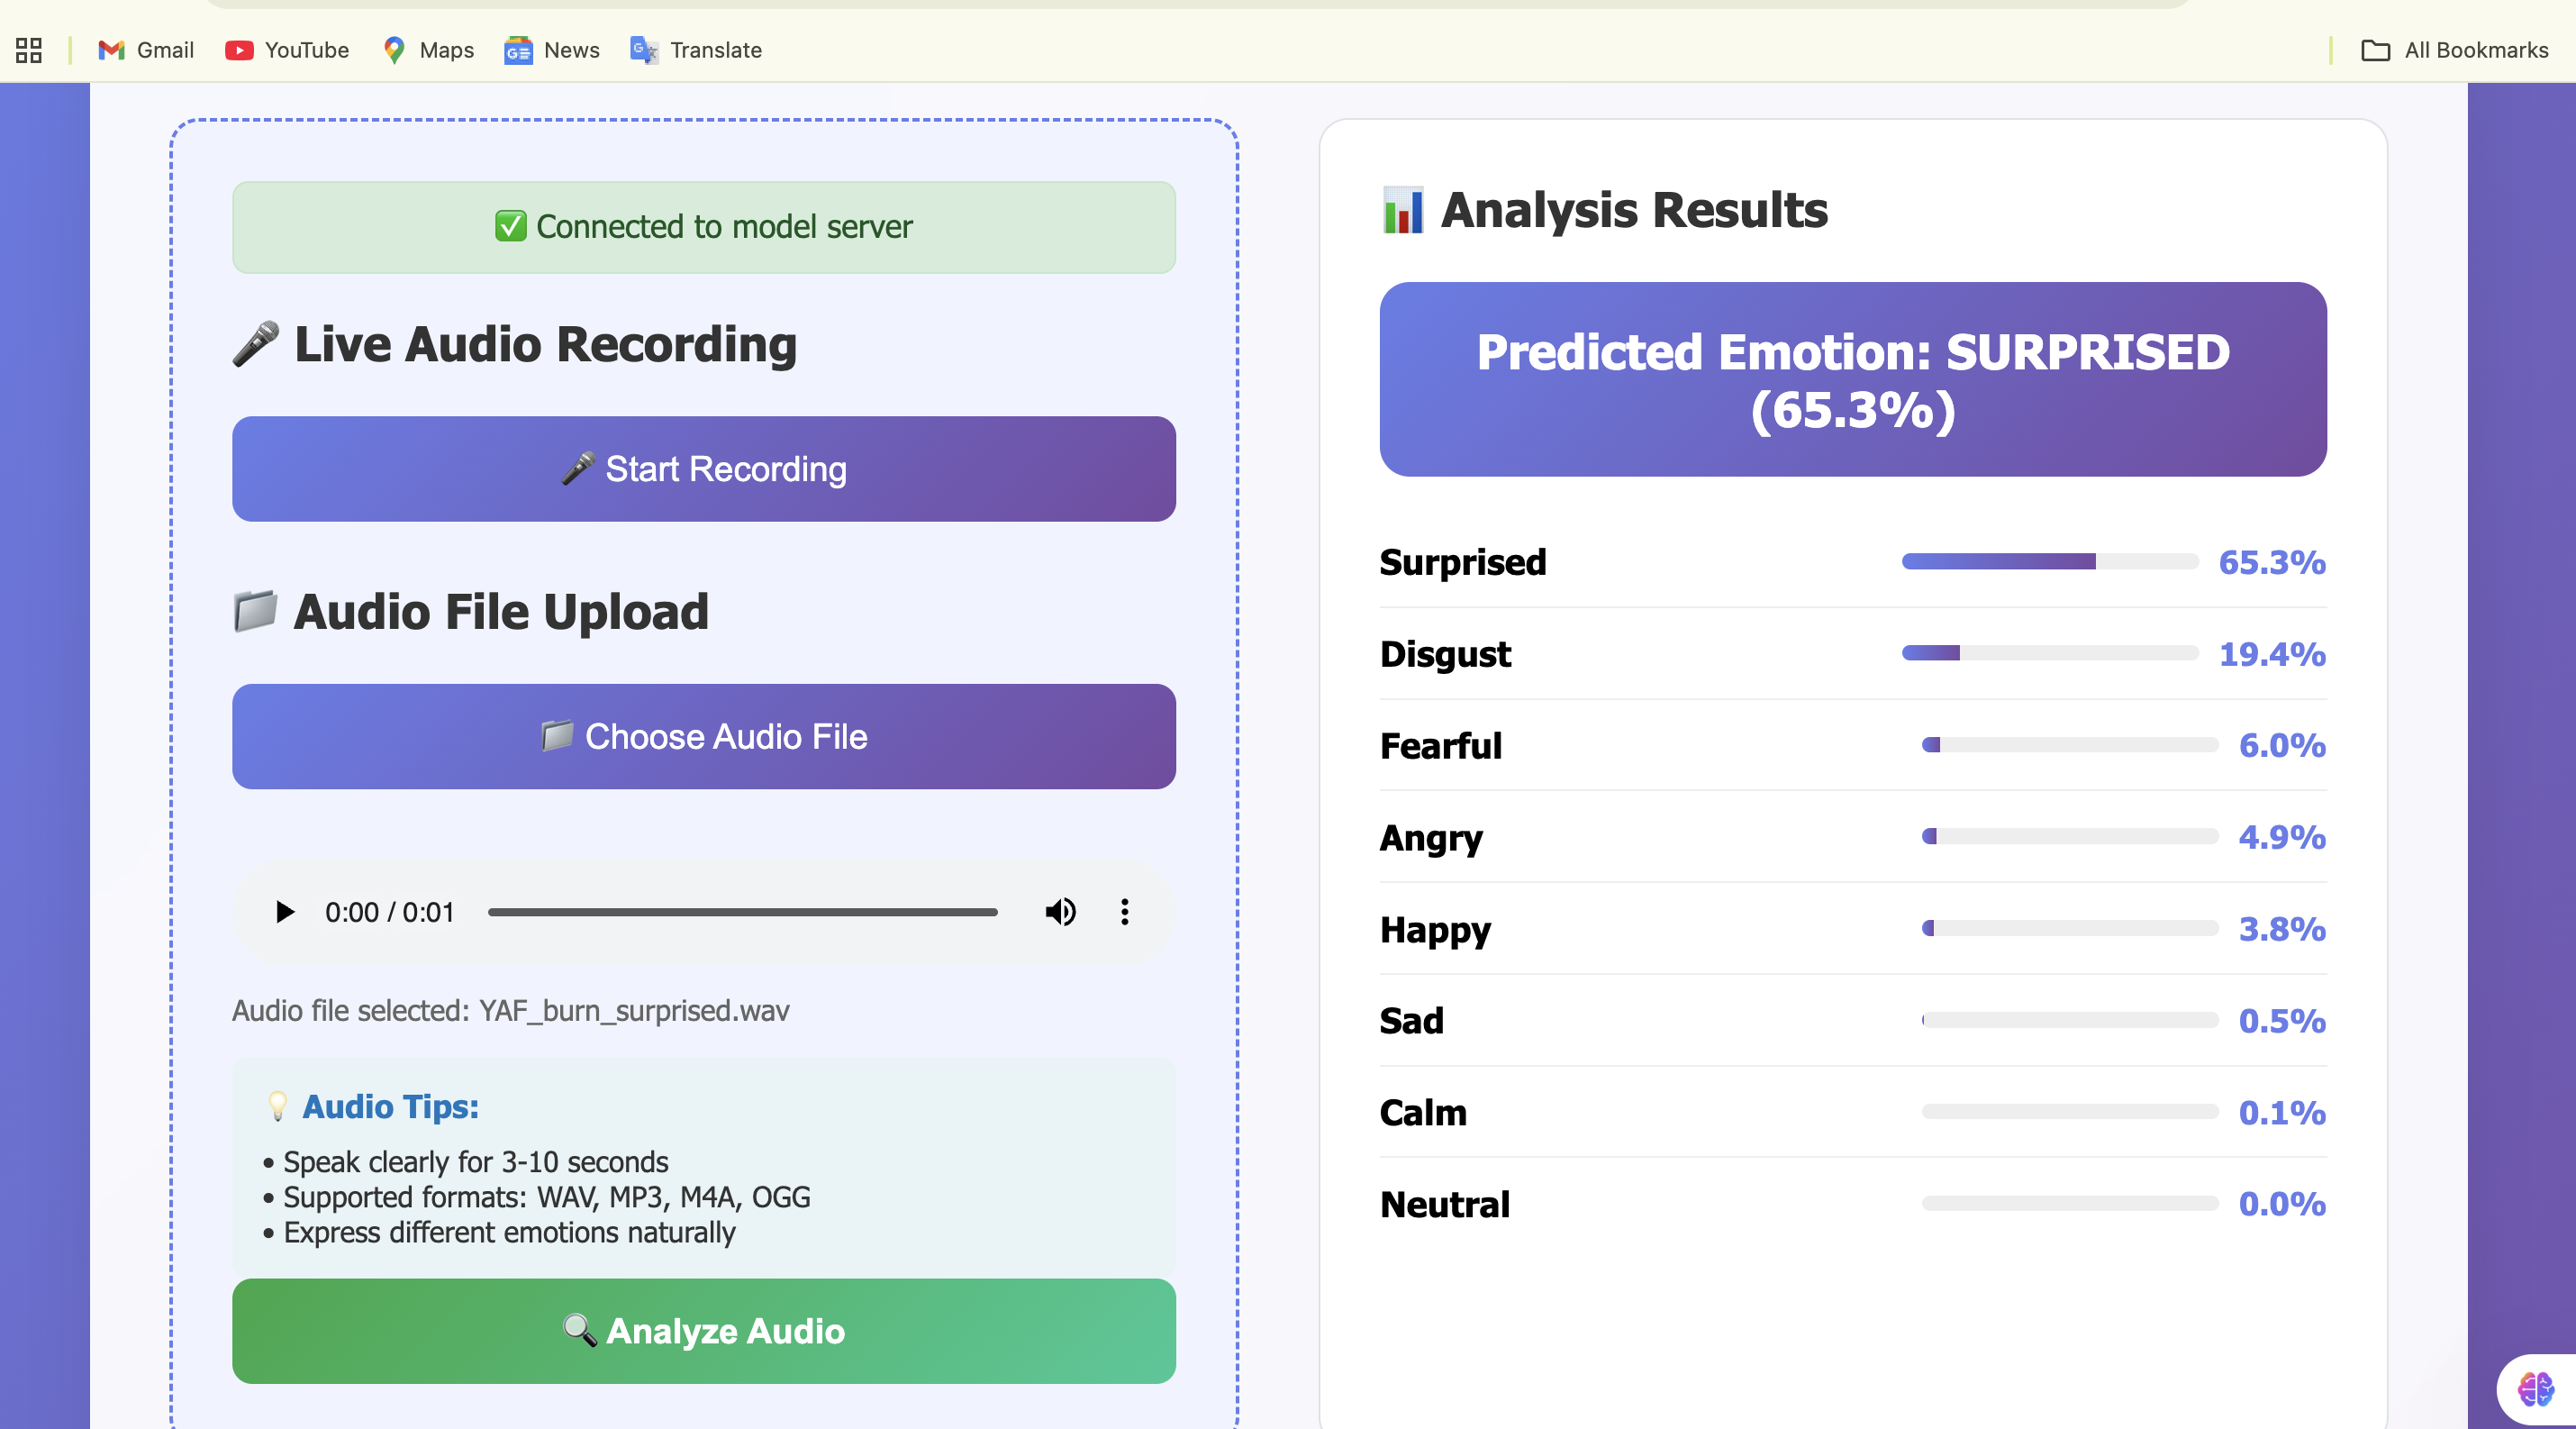 Gmail
YouTube
Maps
News
Translate
All Bookmarks
✅ Connected to model server
🎤 Live Audio Recording
🎤 Start Recording
📁 Audio File Upload
📁 Choose Audio File
0:00 / 0:01
Audio file selected: YAF_burn_surprised.wav
💡 Audio Tips:
• Speak clearly for 3-10 seconds
• Supported formats: WAV, MP3, M4A, OGG
• Express different emotions naturally
🔍 Analyze Audio
📊 Analysis Results
Predicted Emotion: SURPRISED
(65.3%)
Surprised 65.3%
Disgust 19.4%
Fearful 6.0%
Angry 4.9%
Happy 3.8%
Sad 0.5%
Calm 0.1%
Neutral 0.0%